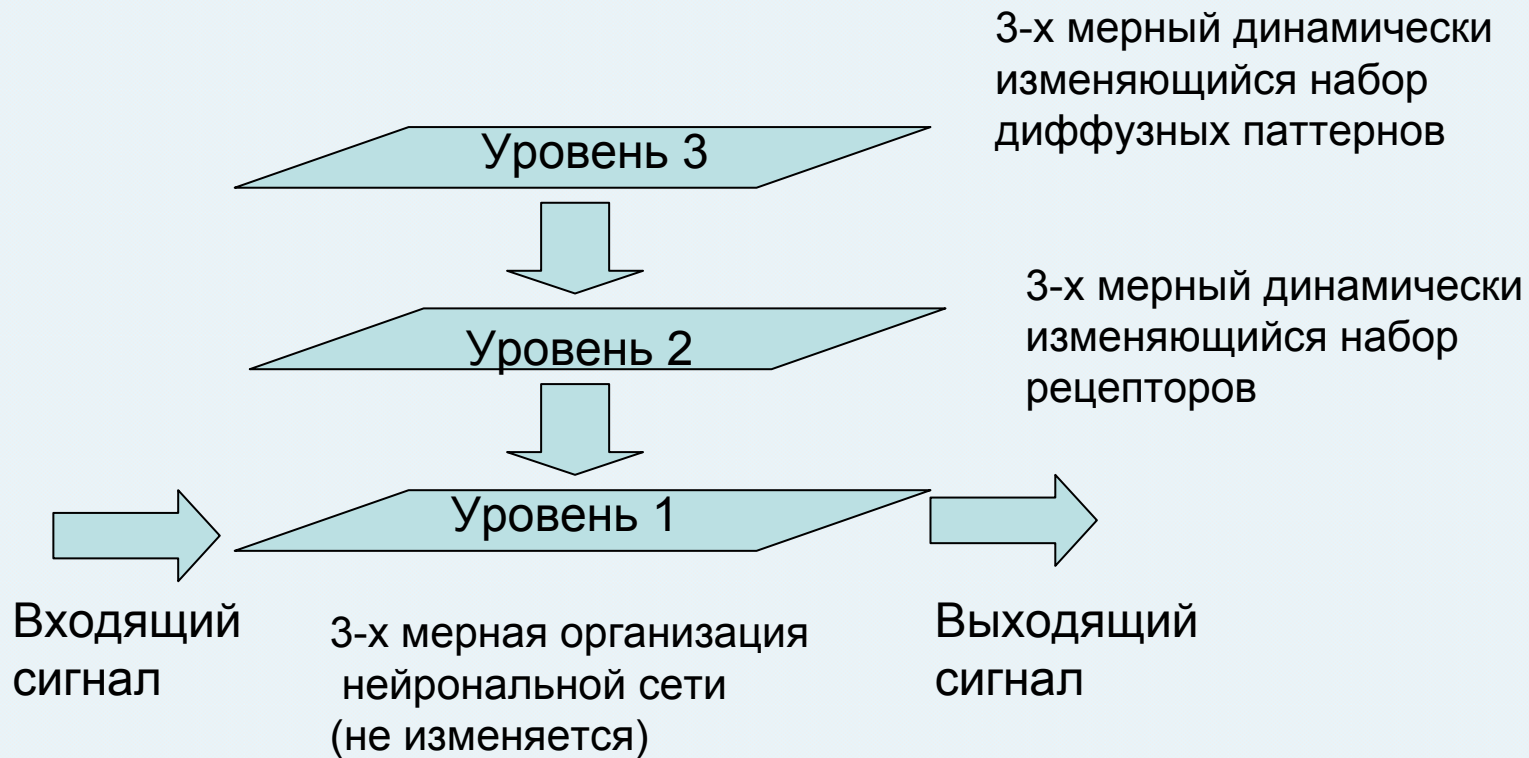 3-х мерный динамически
изменяющийся набор
диффузных паттернов
Уровень 3
3-х мерный динамически
изменяющийся набор
рецепторов
Уровень 2
Уровень 1
Входящий
сигнал
3-х мерная организация
нейрональной сети
(не изменяется)
Выходящий
сигнал